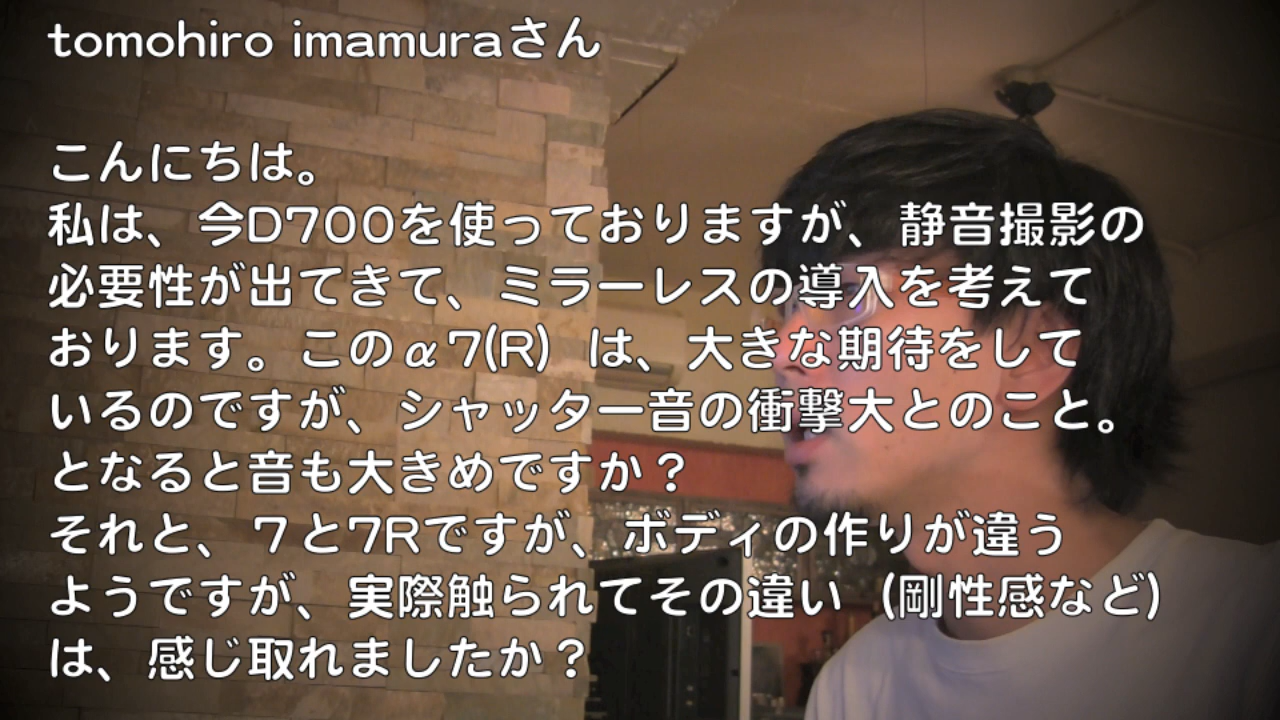 tomohiro imamuraさん
こんにちは。
私は、今D700を使っておりますが、静音撮影の
必要性が出てきて、ミラーレスの導入を考えて
おります。このα7(R) は、大きな期待をして
いるのですが、シャッター音の衝撃大とのこと。
となると音も大きめですか？
それと、７と7Rですが、ボディの作りが違う
ようですが、実際触られてその違い（剛性感など）
は、感じ取れましたか？